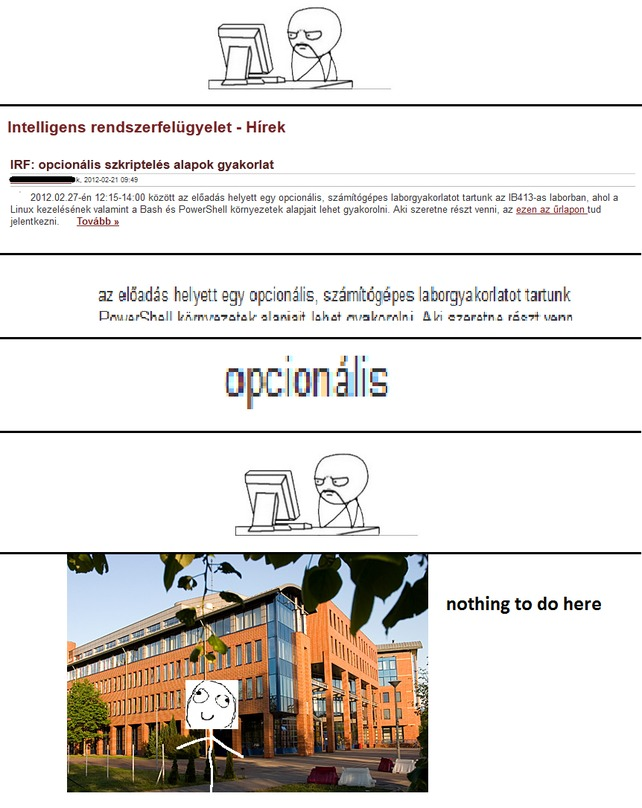 Intelligens rendszerfelügyelet - Hírek
IRF: opcionális szkriptelés alapok gyakorlat
k, 2012-02-21 09:49
2012.02.27-én 12:15-14:00 között az előadás helyett egy opcionális, számítógépes laborgyakorlatot tartunk az IB413-as laborban, ahol a
Linux kezelésének valamint a Bash és PowerShell környezetek alapjait lehet gyakorolni. Aki szeretne részt venni, az ezen az űrlapon tud
jelentkezni. Tovább »
az előadás helyett egy opcionális, számítógépes laborgyakorlatot tartunk
PowerShell környezetek alapjait lehet gyakorolni. Aki szeretne részt venn
opcionális
nothing to do here